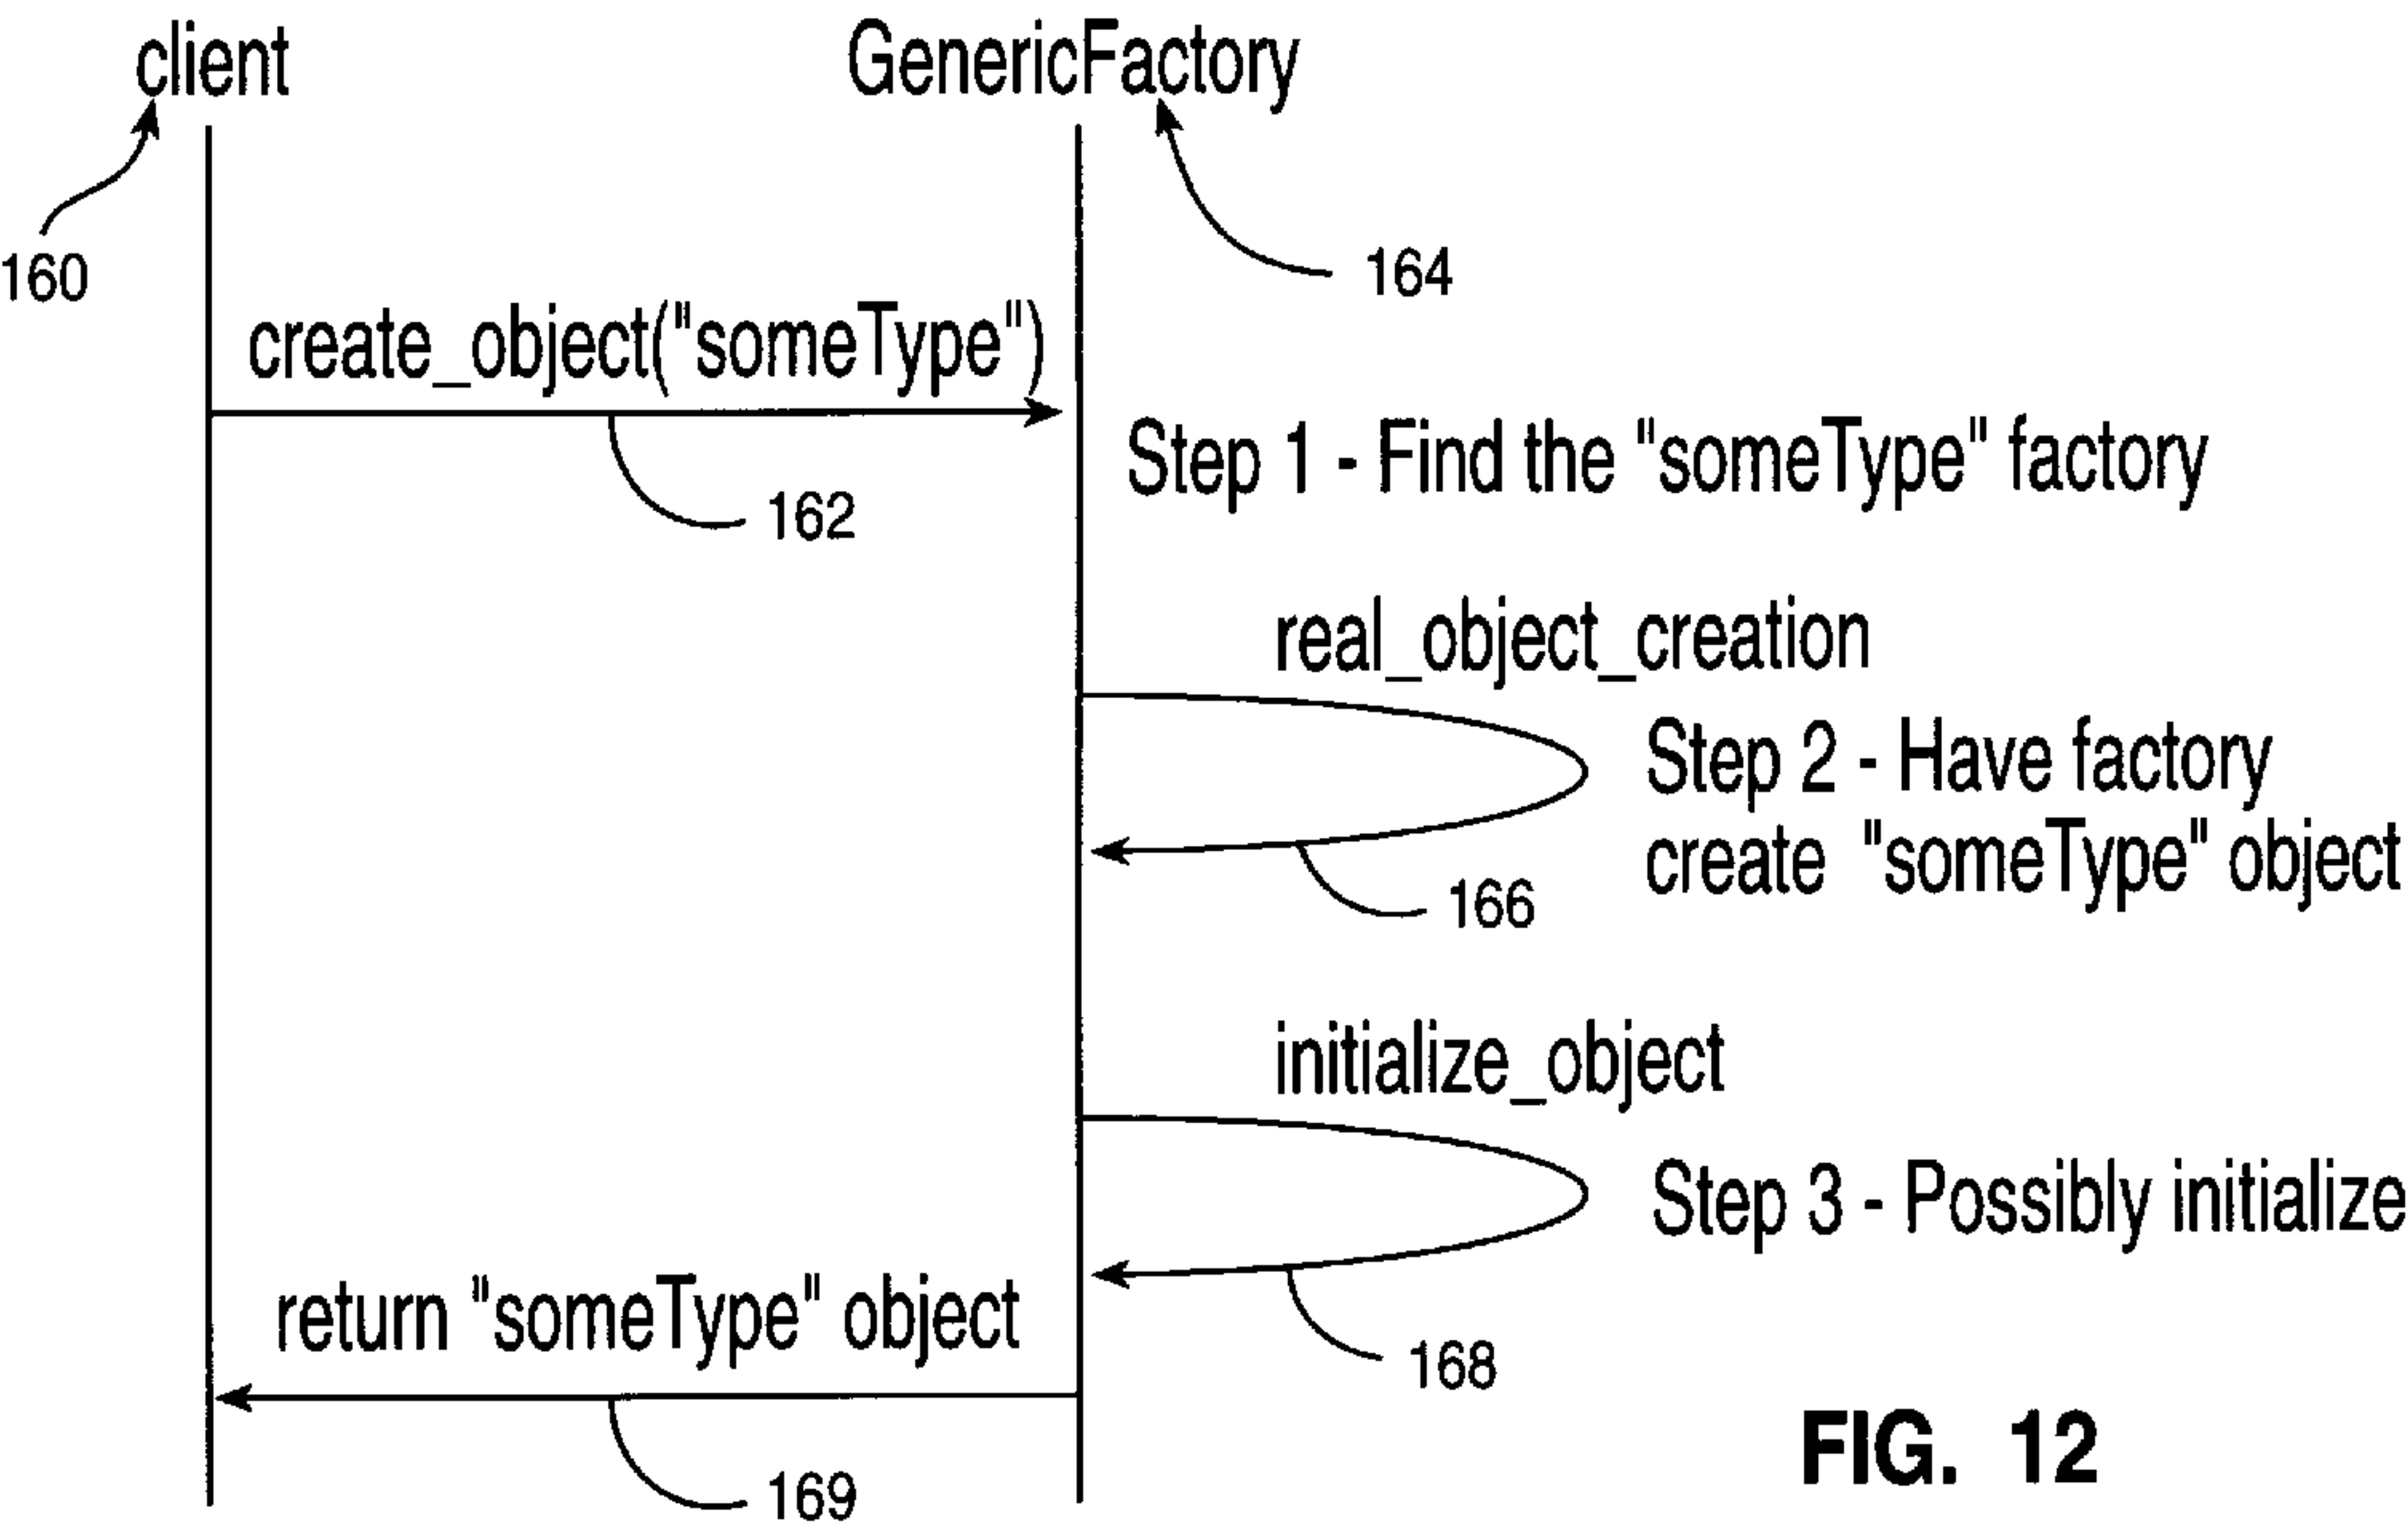 client
GenericFactory
160
164
create_object("someType")
162
Step 1 - Find the "someType" factory
real_object_creation
Step 2 - Have factory
create "someType" object
166
initialize_object
Step 3 - Possibly initialize
return "someType" object
168
169
FIG. 12